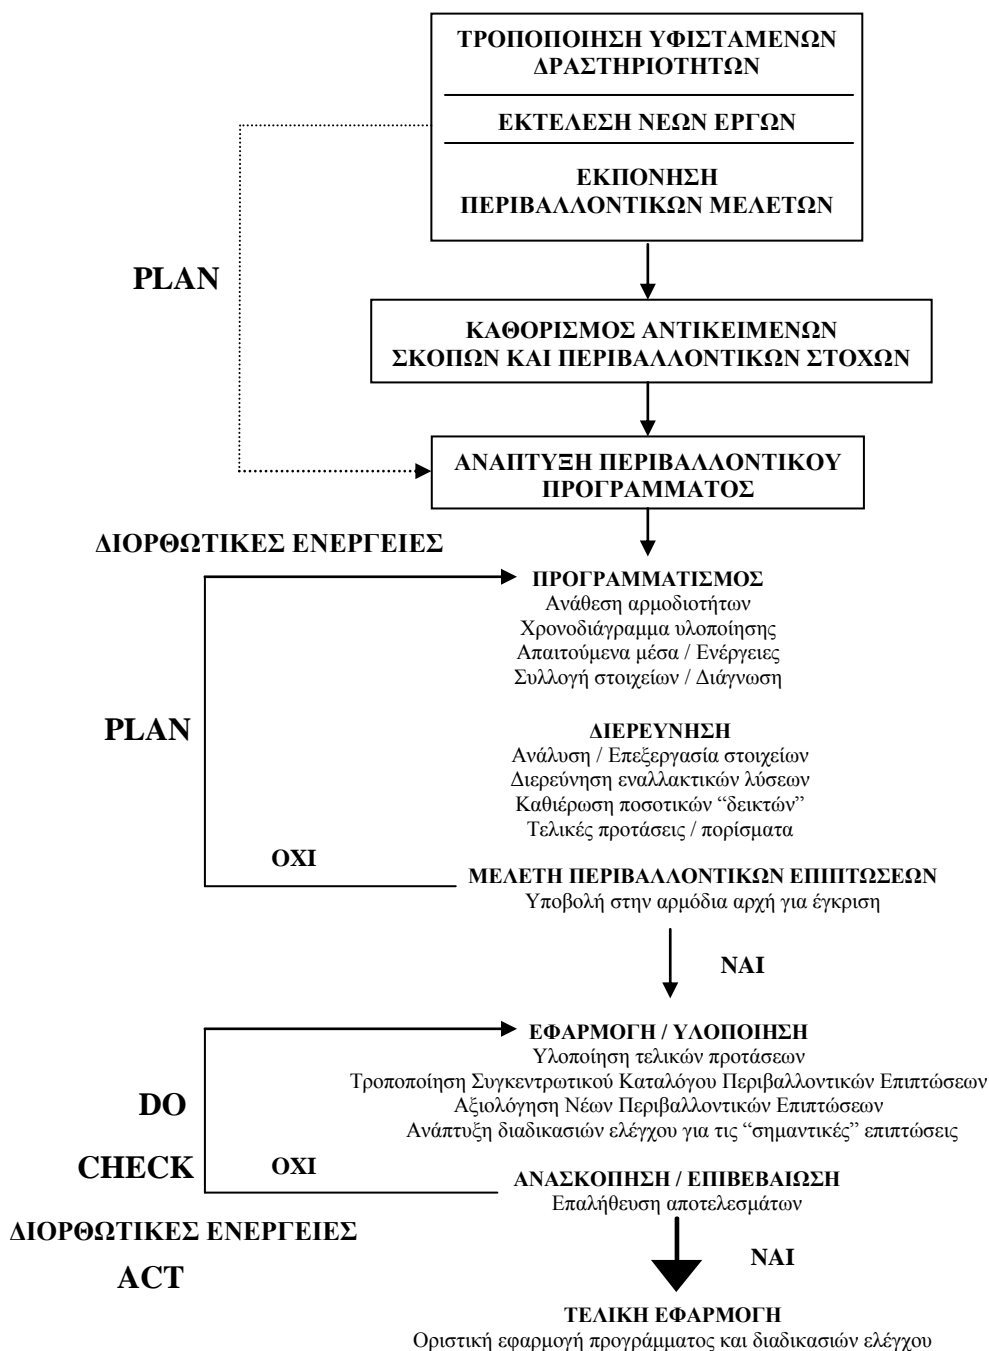 ΤΡΟΠΟΠΟΙΗΣΗ ΥΦΙΣΤΑΜΕΝΩΝ
ΔΡΑΣΤΗΡΙΟΤΗΤΩΝ
ΕΚΤΕΛΕΣΗ ΝΕΩΝ ΕΡΓΩΝ
ΕΚΠΟΝΗΣΗ
ΠΕΡΙΒΑΛΛΟΝΤΙΚΩΝ ΜΕΛΕΤΩΝ
PLAN
ΚΑΘΟΡΙΣΜΟΣ ΑΝΤΙΚΕΙΜΕΝΩΝ
ΣΚΟΠΩΝ ΚΑΙ ΠΕΡΙΒΑΛΛΟΝΤΙΚΩΝ ΣΤΟΧΩΝ
ΑΝΑΠΤΥΞΗ ΠΕΡΙΒΑΛΛΟΝΤΙΚΟΥ
ΠΡΟΓΡΑΜΜΑΤΟΣ
ΔΙΟΡΘΩΤΙΚΕΣ ΕΝΕΡΓΕΙΕΣ
ΠΡΟΓΡΑΜΜΑΤΙΣΜΟΣ
Ανάθεση αρμοδιοτήτων
Χρονοδιάγραμμα υλοποίησης
Απαιτούμενα μέσα / Ενέργειες
Συλλογή στοιχείων / Διάγνωση
PLAN
ΔΙΕΡΕΥΝΗΣΗ
Ανάλυση / Επεξεργασία στοιχείων
Διερεύνηση εναλλακτικών λύσεων
Καθιέρωση ποσοτικών “δεικτών”
Τελικές προτάσεις / πορίσματα
ΟΧΙ
ΜΕΛΕΤΗ ΠΕΡΙΒΑΛΛΟΝΤΙΚΩΝ ΕΠΙΠΤΩΣΕΩΝ
Υποβολή στην αρμόδια αρχή για έγκριση
ΝΑΙ
ΕΦΑΡΜΟΓΗ / ΥΛΟΠΟΙΗΣΗ
Υλοποίηση τελικών προτάσεων
Τροποποίηση Συγκεντρωτικού Καταλόγου Περιβαλλοντικών Επιπτώσεων
Αξιολόγηση Νέων Περιβαλλοντικών Επιπτώσεων
Ανάπτυξη διαδικασιών ελέγχου για τις “σημαντικές” επιπτώσεις
DO
CHECK
ΟΧΙ
ΑΝΑΣΚΟΠΗΣΗ / ΕΠΙΒΕΒΑΙΩΣΗ
Επαλήθευση αποτελεσμάτων
ΔΙΟΡΘΩΤΙΚΕΣ ΕΝΕΡΓΕΙΕΣ
ACT
ΝΑΙ
ΤΕΛΙΚΗ ΕΦΑΡΜΟΓΗ
Οριστική εφαρμογή προγράμματος και διαδικασιών ελέγχου